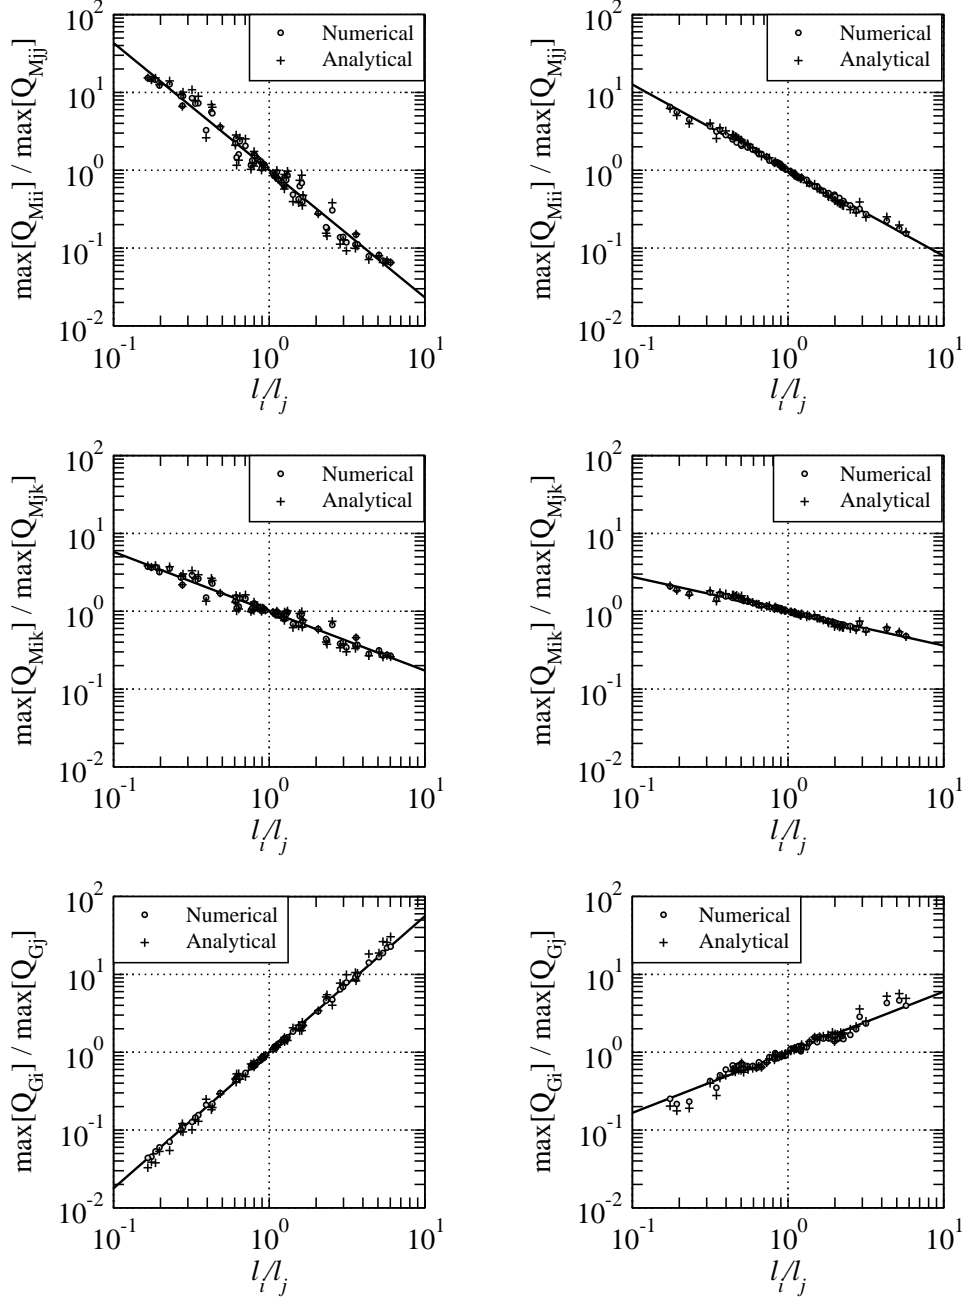 max[Q_Mii] / max[Q_Mjj]
10^2
10^1
10^0
10^-1
10^-2
Numerical
Analytical
10^-1 10^0 10^1
l_i/l_j
max[Q_Mii] / max[Q_Mjj]
10^2
10^1
10^0
10^-1
10^-2
Numerical
Analytical
10^-1 10^0 10^1
l_i/l_j
max[Q_Mik] / max[Q_Mjk]
10^2
10^1
10^0
10^-1
10^-2
Numerical
Analytical
10^-1 10^0 10^1
l_i/l_j
max[Q_Mik] / max[Q_Mjk]
10^2
10^1
10^0
10^-1
10^-2
Numerical
Analytical
10^-1 10^0 10^1
l_i/l_j
max[Q_Gi] / max[Q_Gj]
10^2
10^1
10^0
10^-1
10^-2
Numerical
Analytical
10^-1 10^0 10^1
l_i/l_j
max[Q_Gi] / max[Q_Gj]
10^2
10^1
10^0
10^-1
10^-2
Numerical
Analytical
10^-1 10^0 10^1
l_i/l_j